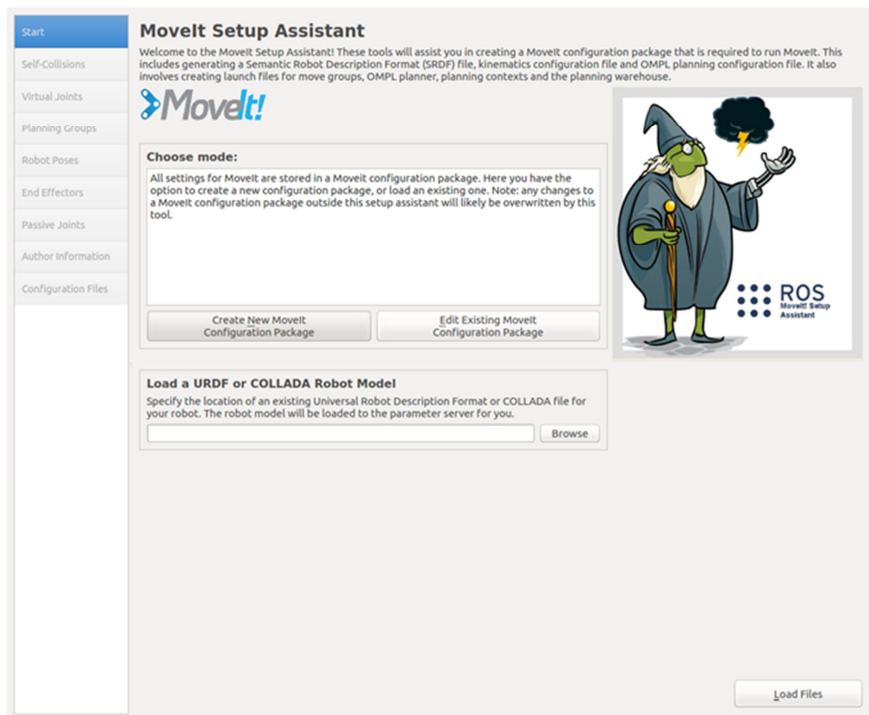 Start
Self-Collisions
Virtual Joints
Planning Groups
Robot Poses
End Effectors
Passive Joints
Author Information
Configuration Files
MoveIt Setup Assistant
Welcome to the MoveIt Setup Assistant! These tools will assist you in creating a MoveIt configuration package that is required to run MoveIt. This
includes generating a Semantic Robot Description Format (SRDF) file, kinematics configuration file and OMPL planning configuration file. It also
involves creating launch files for move groups, OMPL planner, planning contexts and the planning warehouse.
MoveIt!
Choose mode:
All settings for MoveIt are stored in a Moveit configuration package. Here you have the
option to create a new configuration package, or load an existing one. Note: any changes to
a MoveIt configuration package outside this setup assistant will likely be overwritten by this
tool.
Create New MoveIt
Configuration Package
Edit Existing MoveIt
Configuration Package
ROS
MoveIt! Setup
Assistant
Load a URDF or COLLADA Robot Model
Specify the location of an existing Universal Robot Description Format or COLLADA file for
your robot. The robot model will be loaded to the parameter server for you.
Browse
Load Files